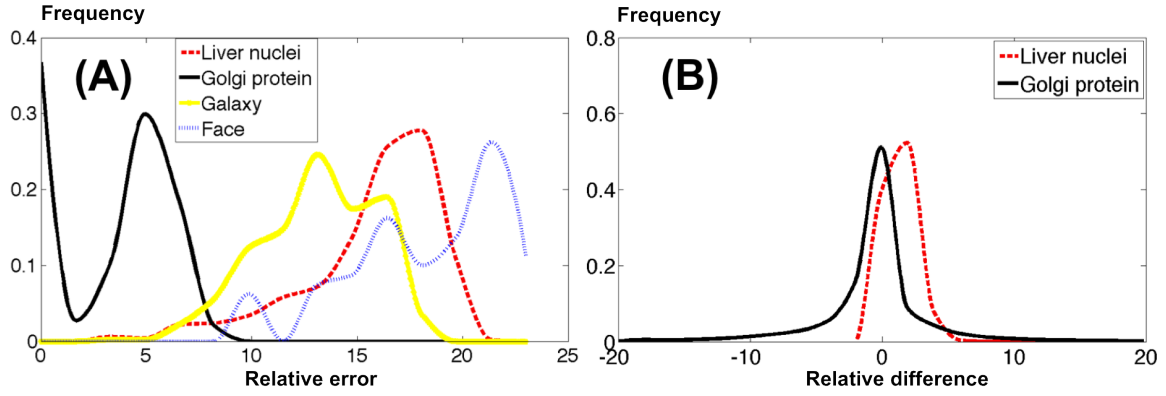 Frequency
0.4
0.3
0.2
0.1
0
(A)
Liver nuclei
Golgi protein
Galaxy
Face
0 5 10 15 20 25
Relative error
Frequency
0.8
0.6
0.4
0.2
0
(B)
Liver nuclei
Golgi protein
-20 -10 0 10 20
Relative difference